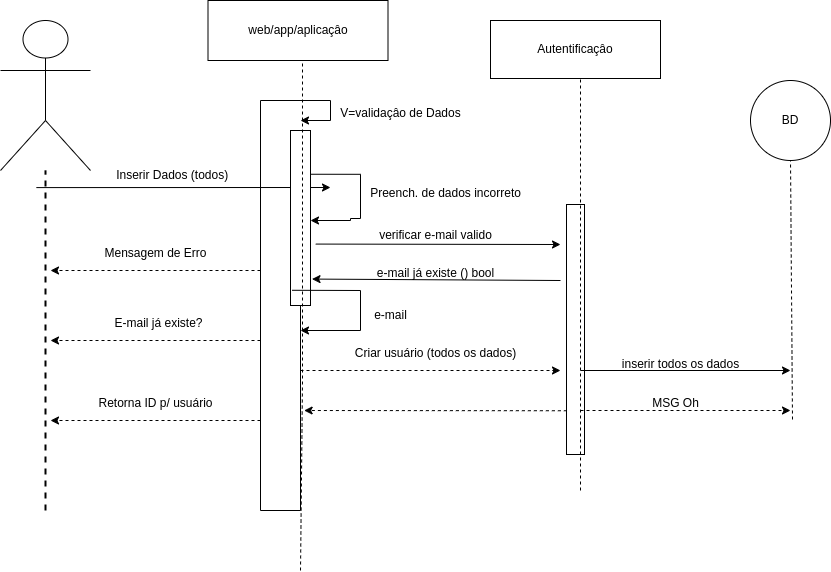 web/app/aplicação
Autentificação
V=validação de Dados
BD
Inserir Dados (todos)
Preench. de dados incorreto
verificar e-mail valido
Mensagem de Erro
e-mail já existe () bool
E-mail já existe?
e-mail
Criar usuário (todos os dados)
inserir todos os dados
Retorna ID p/ usuário
MSG Oh